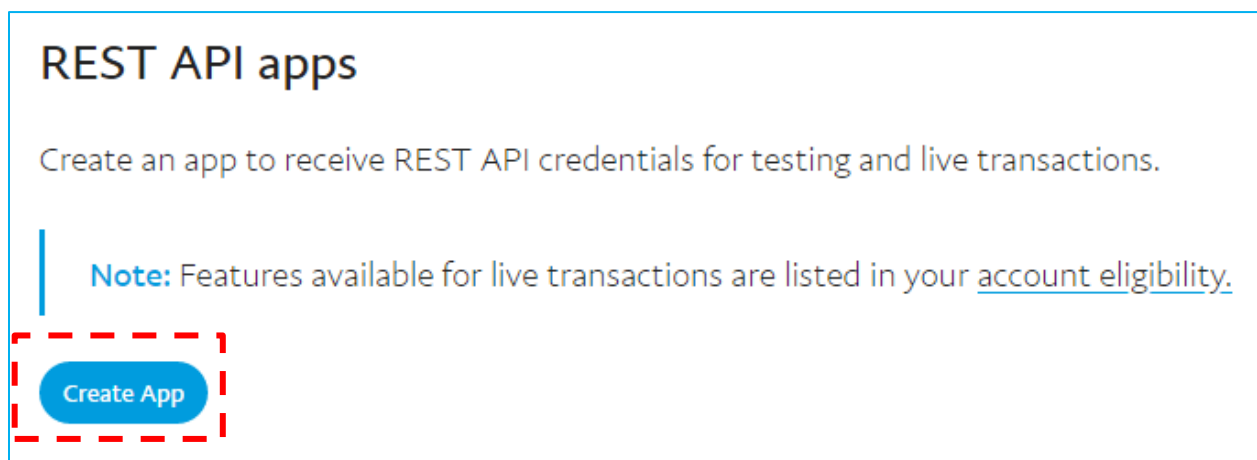 REST API apps
Create an app to receive REST API credentials for testing and live transactions.
Note: Features available for live transactions are listed in your account eligibility.
Create App